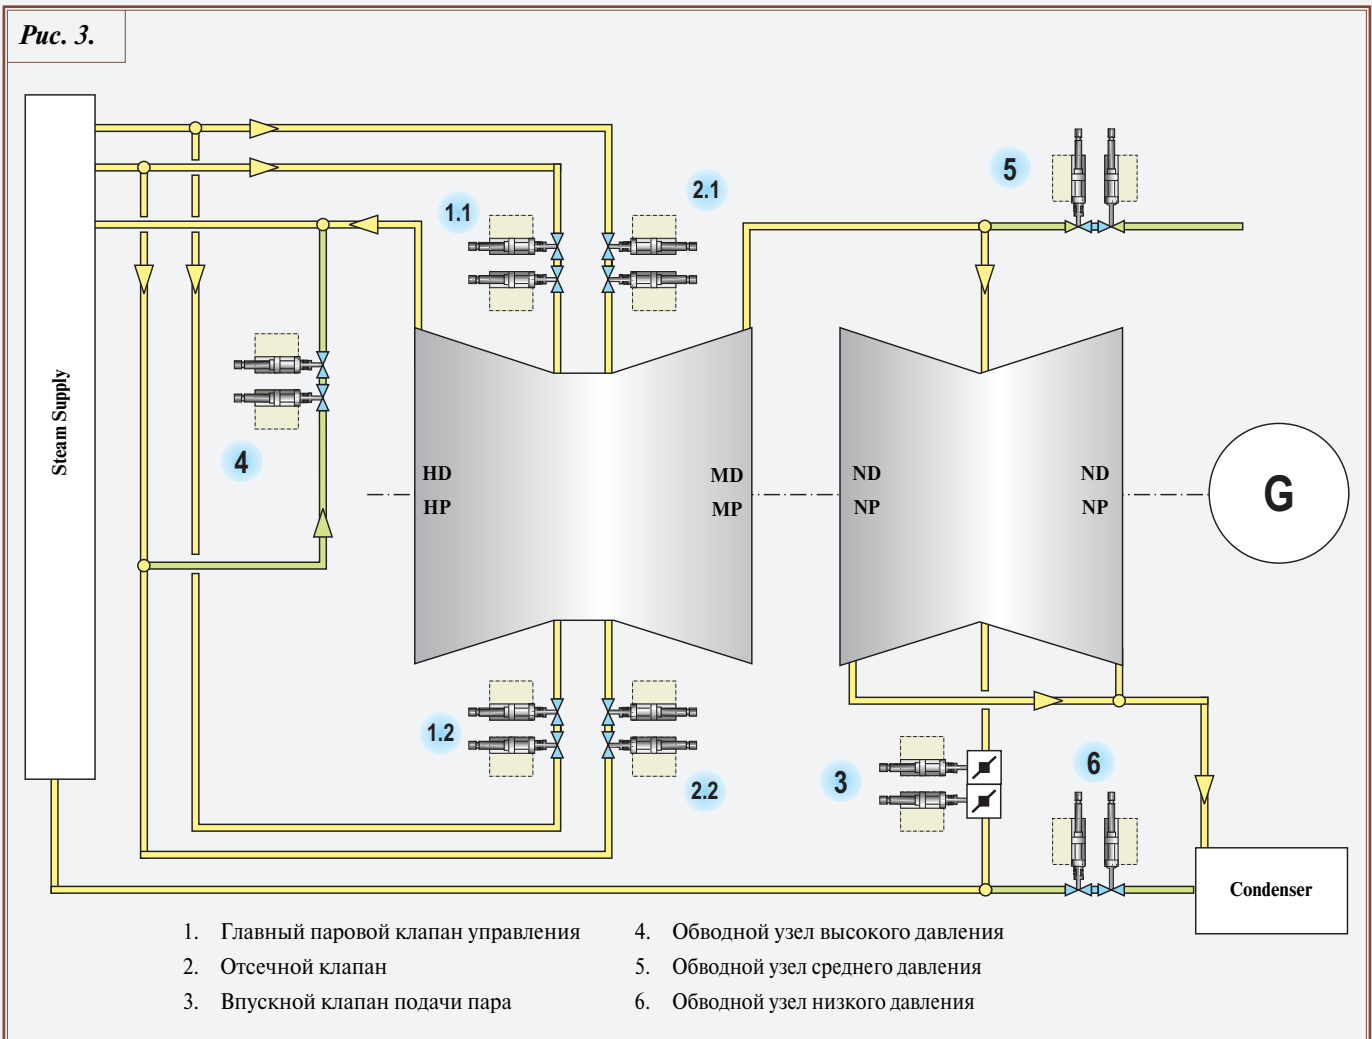 Рис. 3.
5
2.1
1.1
4
Steam Supply
HD
HP
MD
MP
ND
NP
ND
NP
G
1.2
2.2
3
6
Condenser
1. Главный паровой клапан управления
2. Отсечной клапан
3. Впускной клапан подачи пара
4. Обводной узел высокого давления
5. Обводной узел среднего давления
6. Обводной узел низкого давления